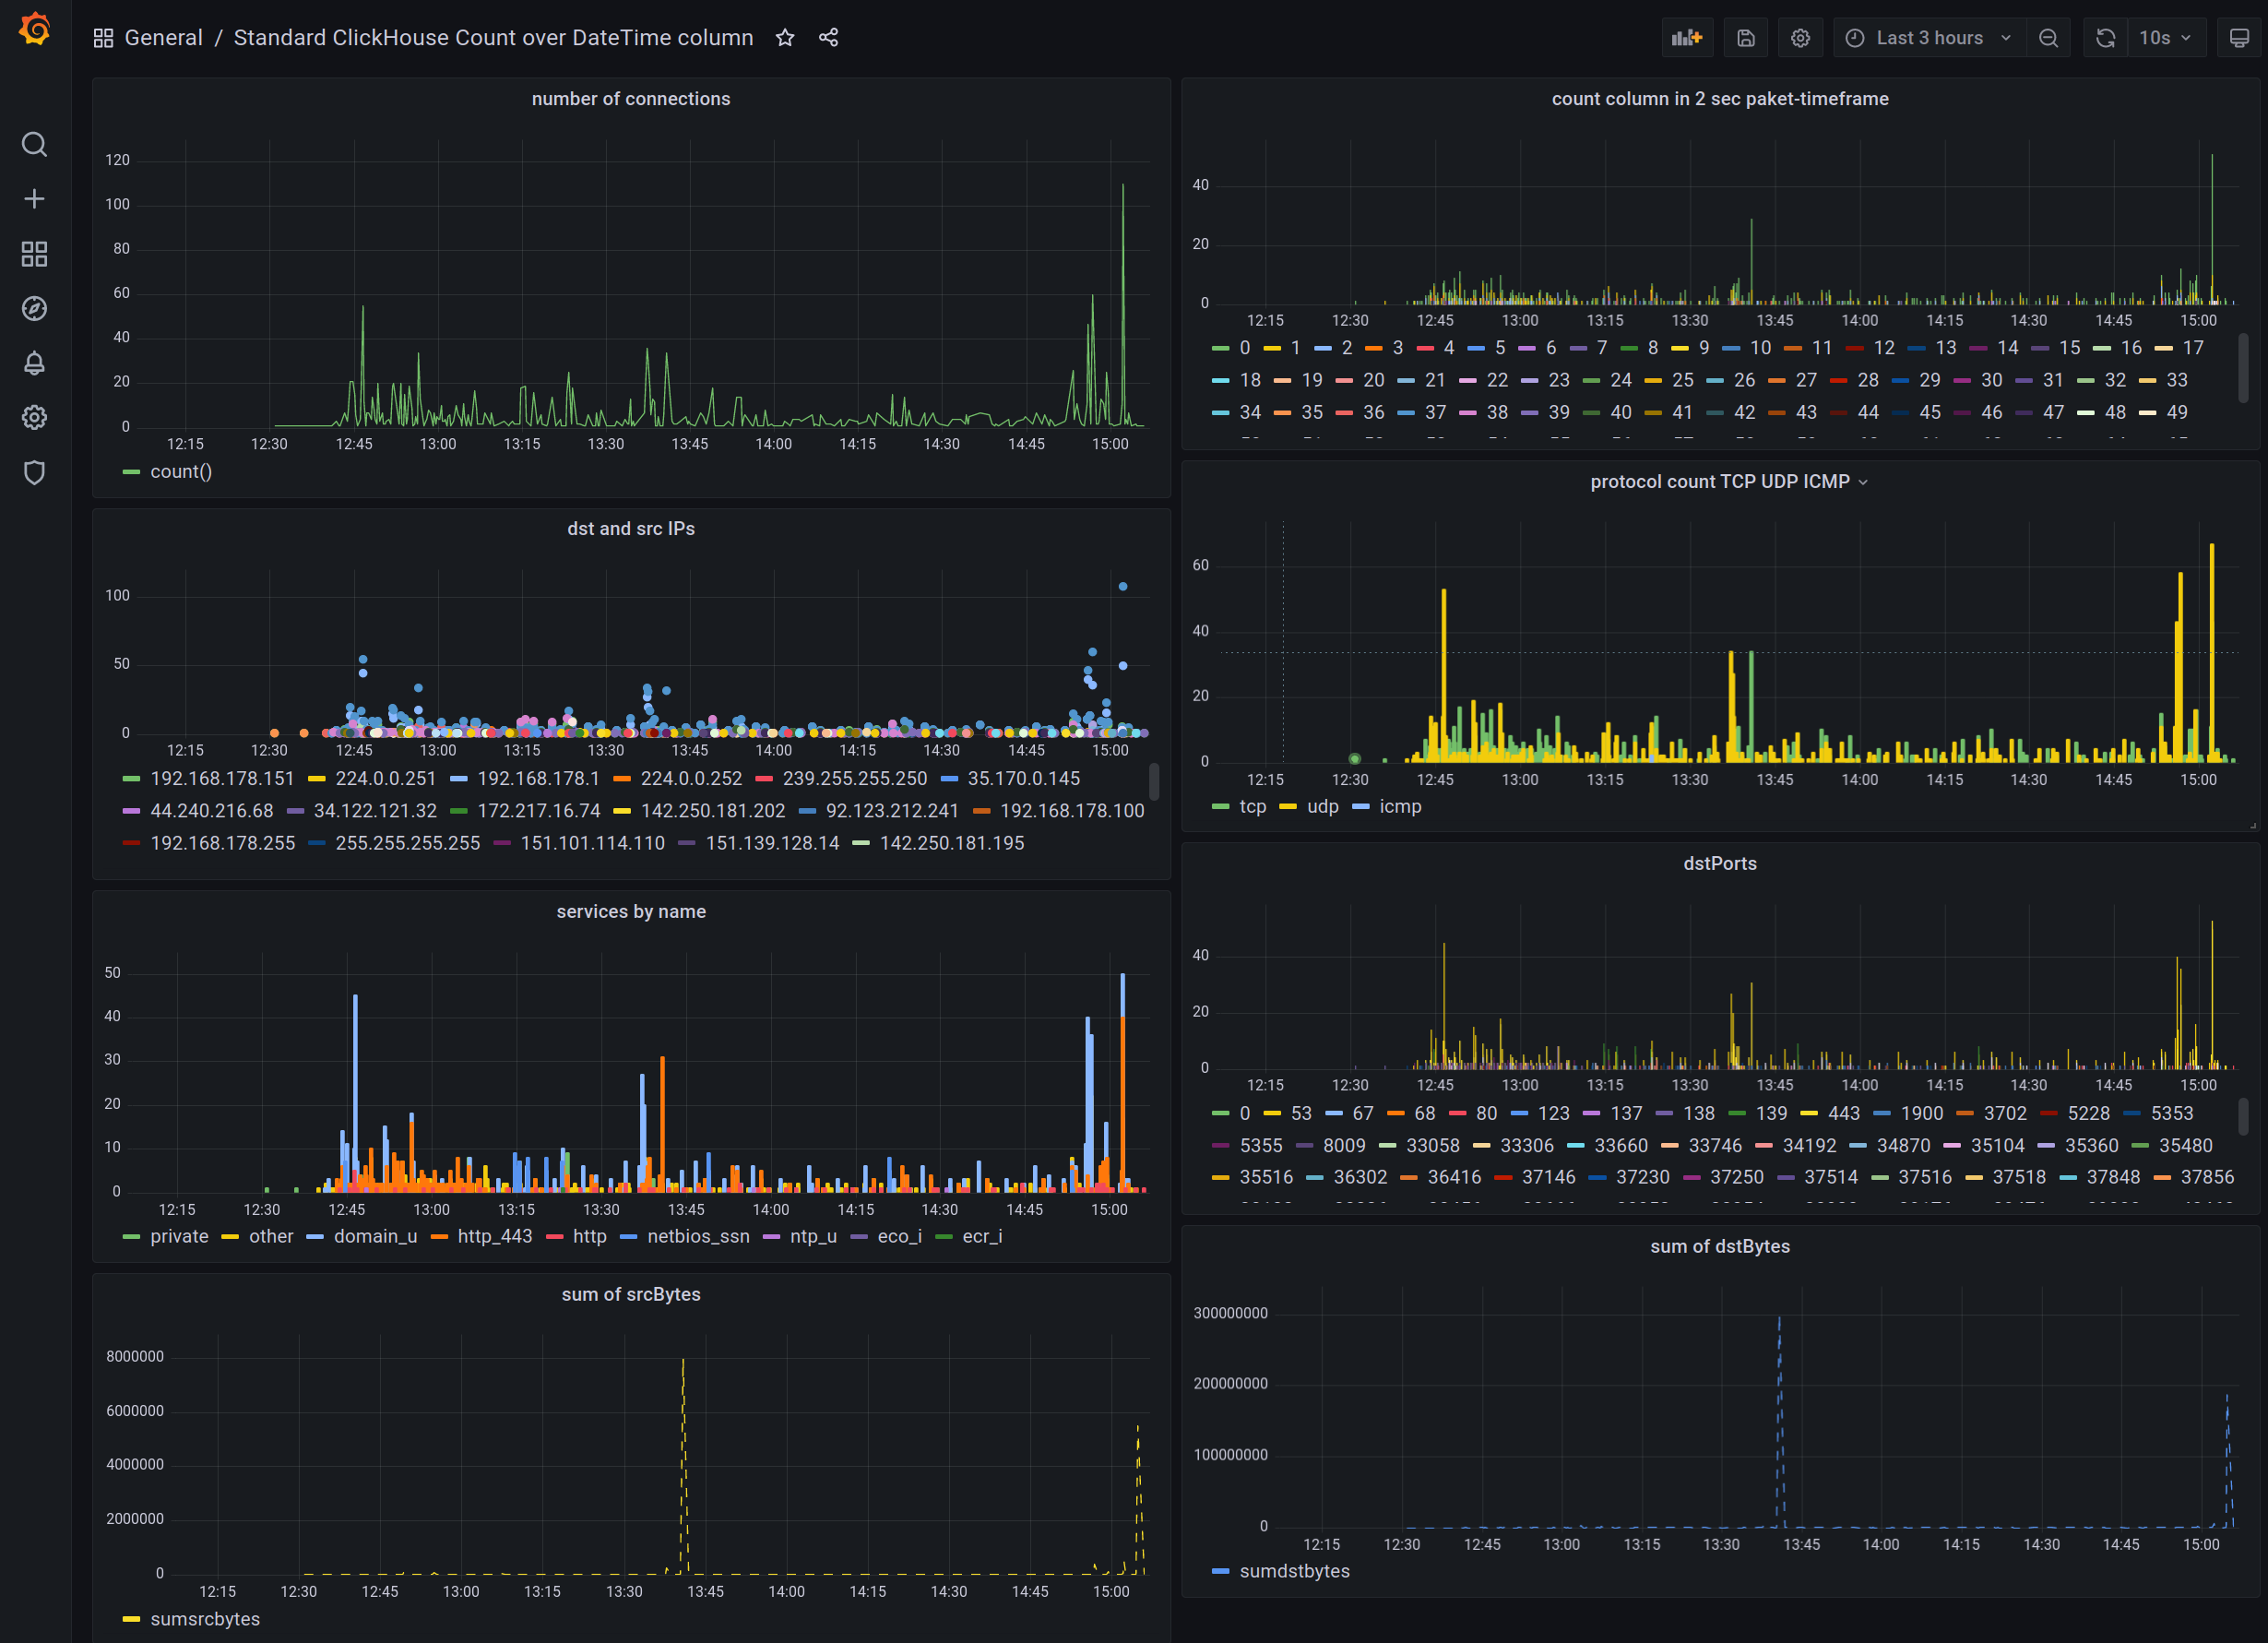 General / Standard ClickHouse Count over DateTime column
Last 3 hours
10s
number of connections
120
100
80
60
40
20
0
12:15 12:30 12:45 13:00 13:15 13:30 13:45 14:00 14:15 14:30 14:45 15:00
count()
count column in 2 sec paket-timeframe
40
20
0
12:15 12:30 12:45 13:00 13:15 13:30 13:45 14:00 14:15 14:30 14:45 15:00
0 1 2 3 4 5 6 7 8 9 10 11 12 13 14 15 16 17
18 19 20 21 22 23 24 25 26 27 28 29 30 31 32 33
34 35 36 37 38 39 40 41 42 43 44 45 46 47 48 49
dst and src IPs
100
50
0
12:15 12:30 12:45 13:00 13:15 13:30 13:45 14:00 14:15 14:30 14:45 15:00
192.168.178.151 224.0.0.251 192.168.178.1 224.0.0.252 239.255.255.250 35.170.0.145
44.240.216.68 34.122.121.32 172.217.16.74 142.250.181.202 92.123.212.241 192.168.178.100
192.168.178.255 255.255.255.255 151.101.114.110 151.139.128.14 142.250.181.195
protocol count TCP UDP ICMP
60
40
20
0
12:15 12:30 12:45 13:00 13:15 13:30 13:45 14:00 14:15 14:30 14:45 15:00
tcp udp icmp
services by name
50
40
30
20
10
0
12:15 12:30 12:45 13:00 13:15 13:30 13:45 14:00 14:15 14:30 14:45 15:00
private other domain_u http_443 http netbios_ssn ntp_u eco_i ecr_i
dstPorts
40
20
0
12:15 12:30 12:45 13:00 13:15 13:30 13:45 14:00 14:15 14:30 14:45 15:00
0 53 67 68 80 123 137 138 139 443 1900 3702 5228 5353
5355 8009 33058 33306 33660 33746 34192 34870 35104 35360 35480
35516 36302 36416 37146 37230 37250 37514 37516 37518 37848 37856
sum of srcBytes
8000000
6000000
4000000
2000000
0
12:15 12:30 12:45 13:00 13:15 13:30 13:45 14:00 14:15 14:30 14:45 15:00
sumsrcbytes
sum of dstBytes
300000000
200000000
100000000
0
12:15 12:30 12:45 13:00 13:15 13:30 13:45 14:00 14:15 14:30 14:45 15:00
sumdstbytes